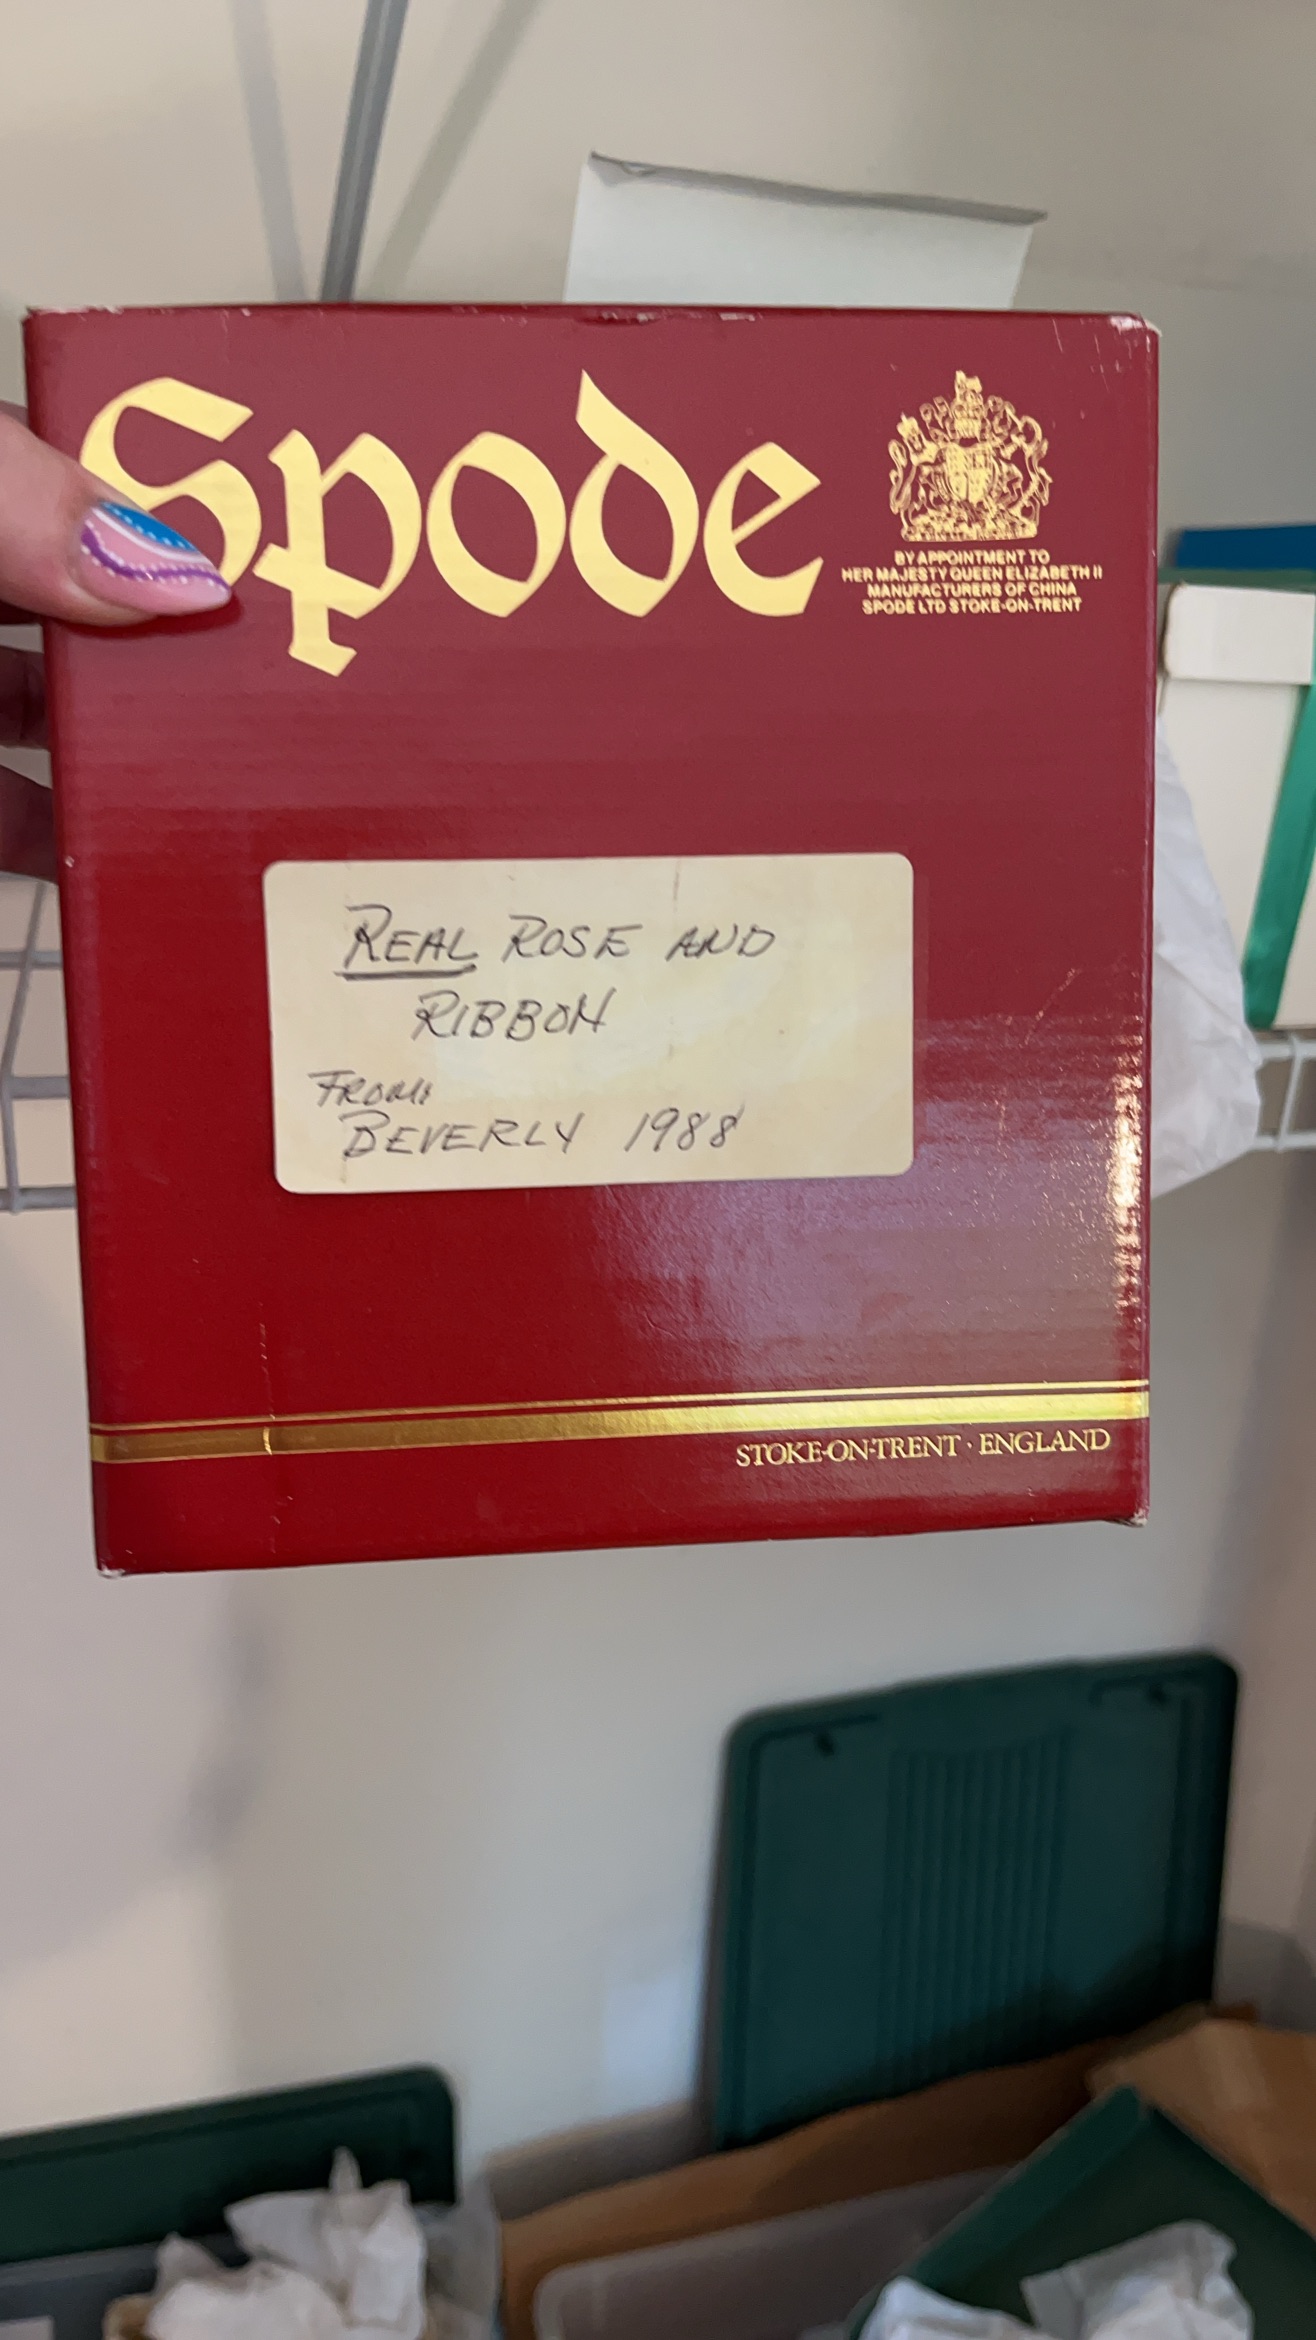 Spode
BY APPOINTMENT TO
HER MAJESTY QUEEN ELIZABETH II
MANUFACTURERS OF CHINA
SPODE LTD STOKE-ON-TRENT
REAL ROSE AND
RIBBON
FROM:
BEVERLY 1988
STOKE-ON-TRENT · ENGLAND